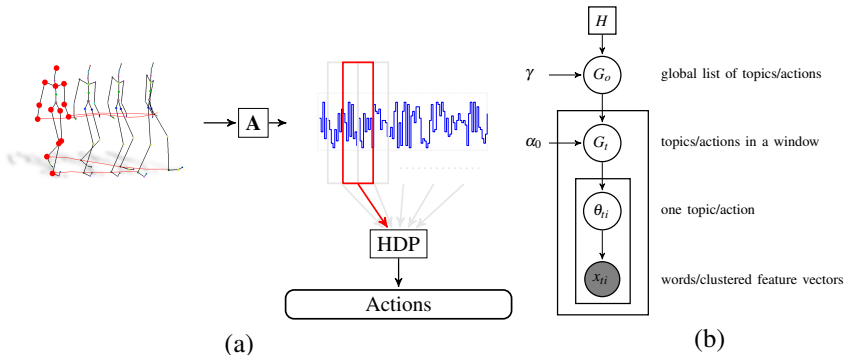 A
HDP
Actions
(a)
H
γ
G_o
global list of topics/actions
α_0
G_t
topics/actions in a window
θ_ti
one topic/action
x_ti
words/clustered feature vectors
(b)